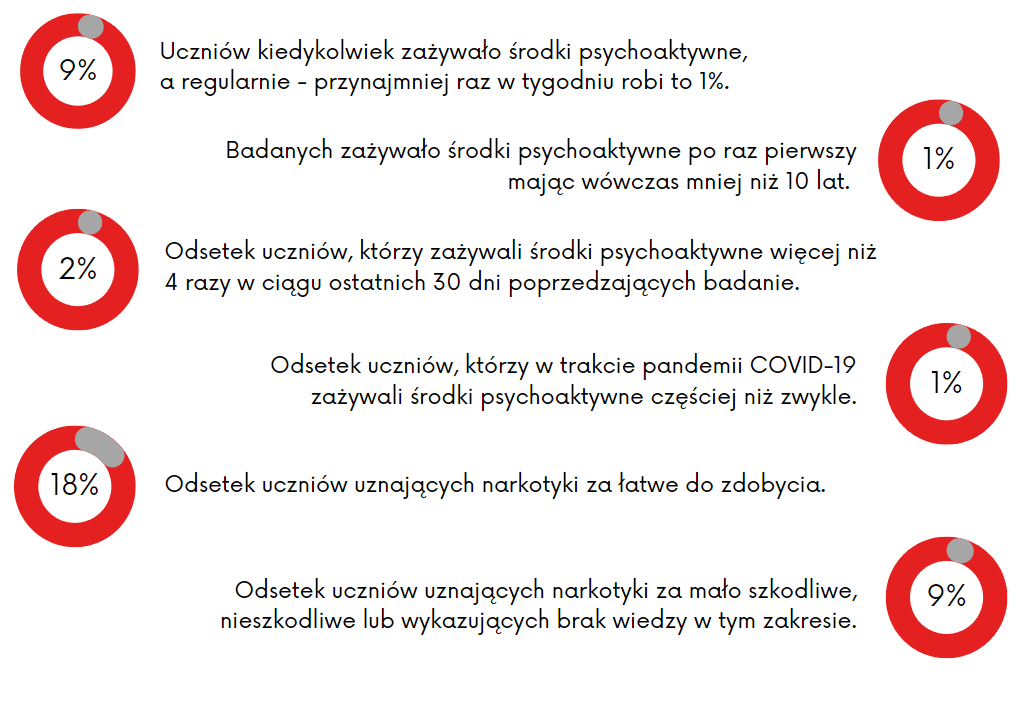 9%
Uczniów kiedykolwiek zażywało środki psychoaktywne,
a regularnie - przynajmniej raz w tygodniu robi to 1%.
Badanych zażywało środki psychoaktywne po raz pierwszy
mając wówczas mniej niż 10 lat.
1%
2%
Odsetek uczniów, którzy zażywali środki psychoaktywne więcej niż
4 razy w ciągu ostatnich 30 dni poprzedzających badanie.
Odsetek uczniów, którzy w trakcie pandemii COVID-19
zażywali środki psychoaktywne częściej niż zwykle.
1%
18%
Odsetek uczniów uznających narkotyki za łatwe do zdobycia.
Odsetek uczniów uznających narkotyki za mało szkodliwe,
nieszkodliwe lub wykazujących brak wiedzy w tym zakresie.
9%